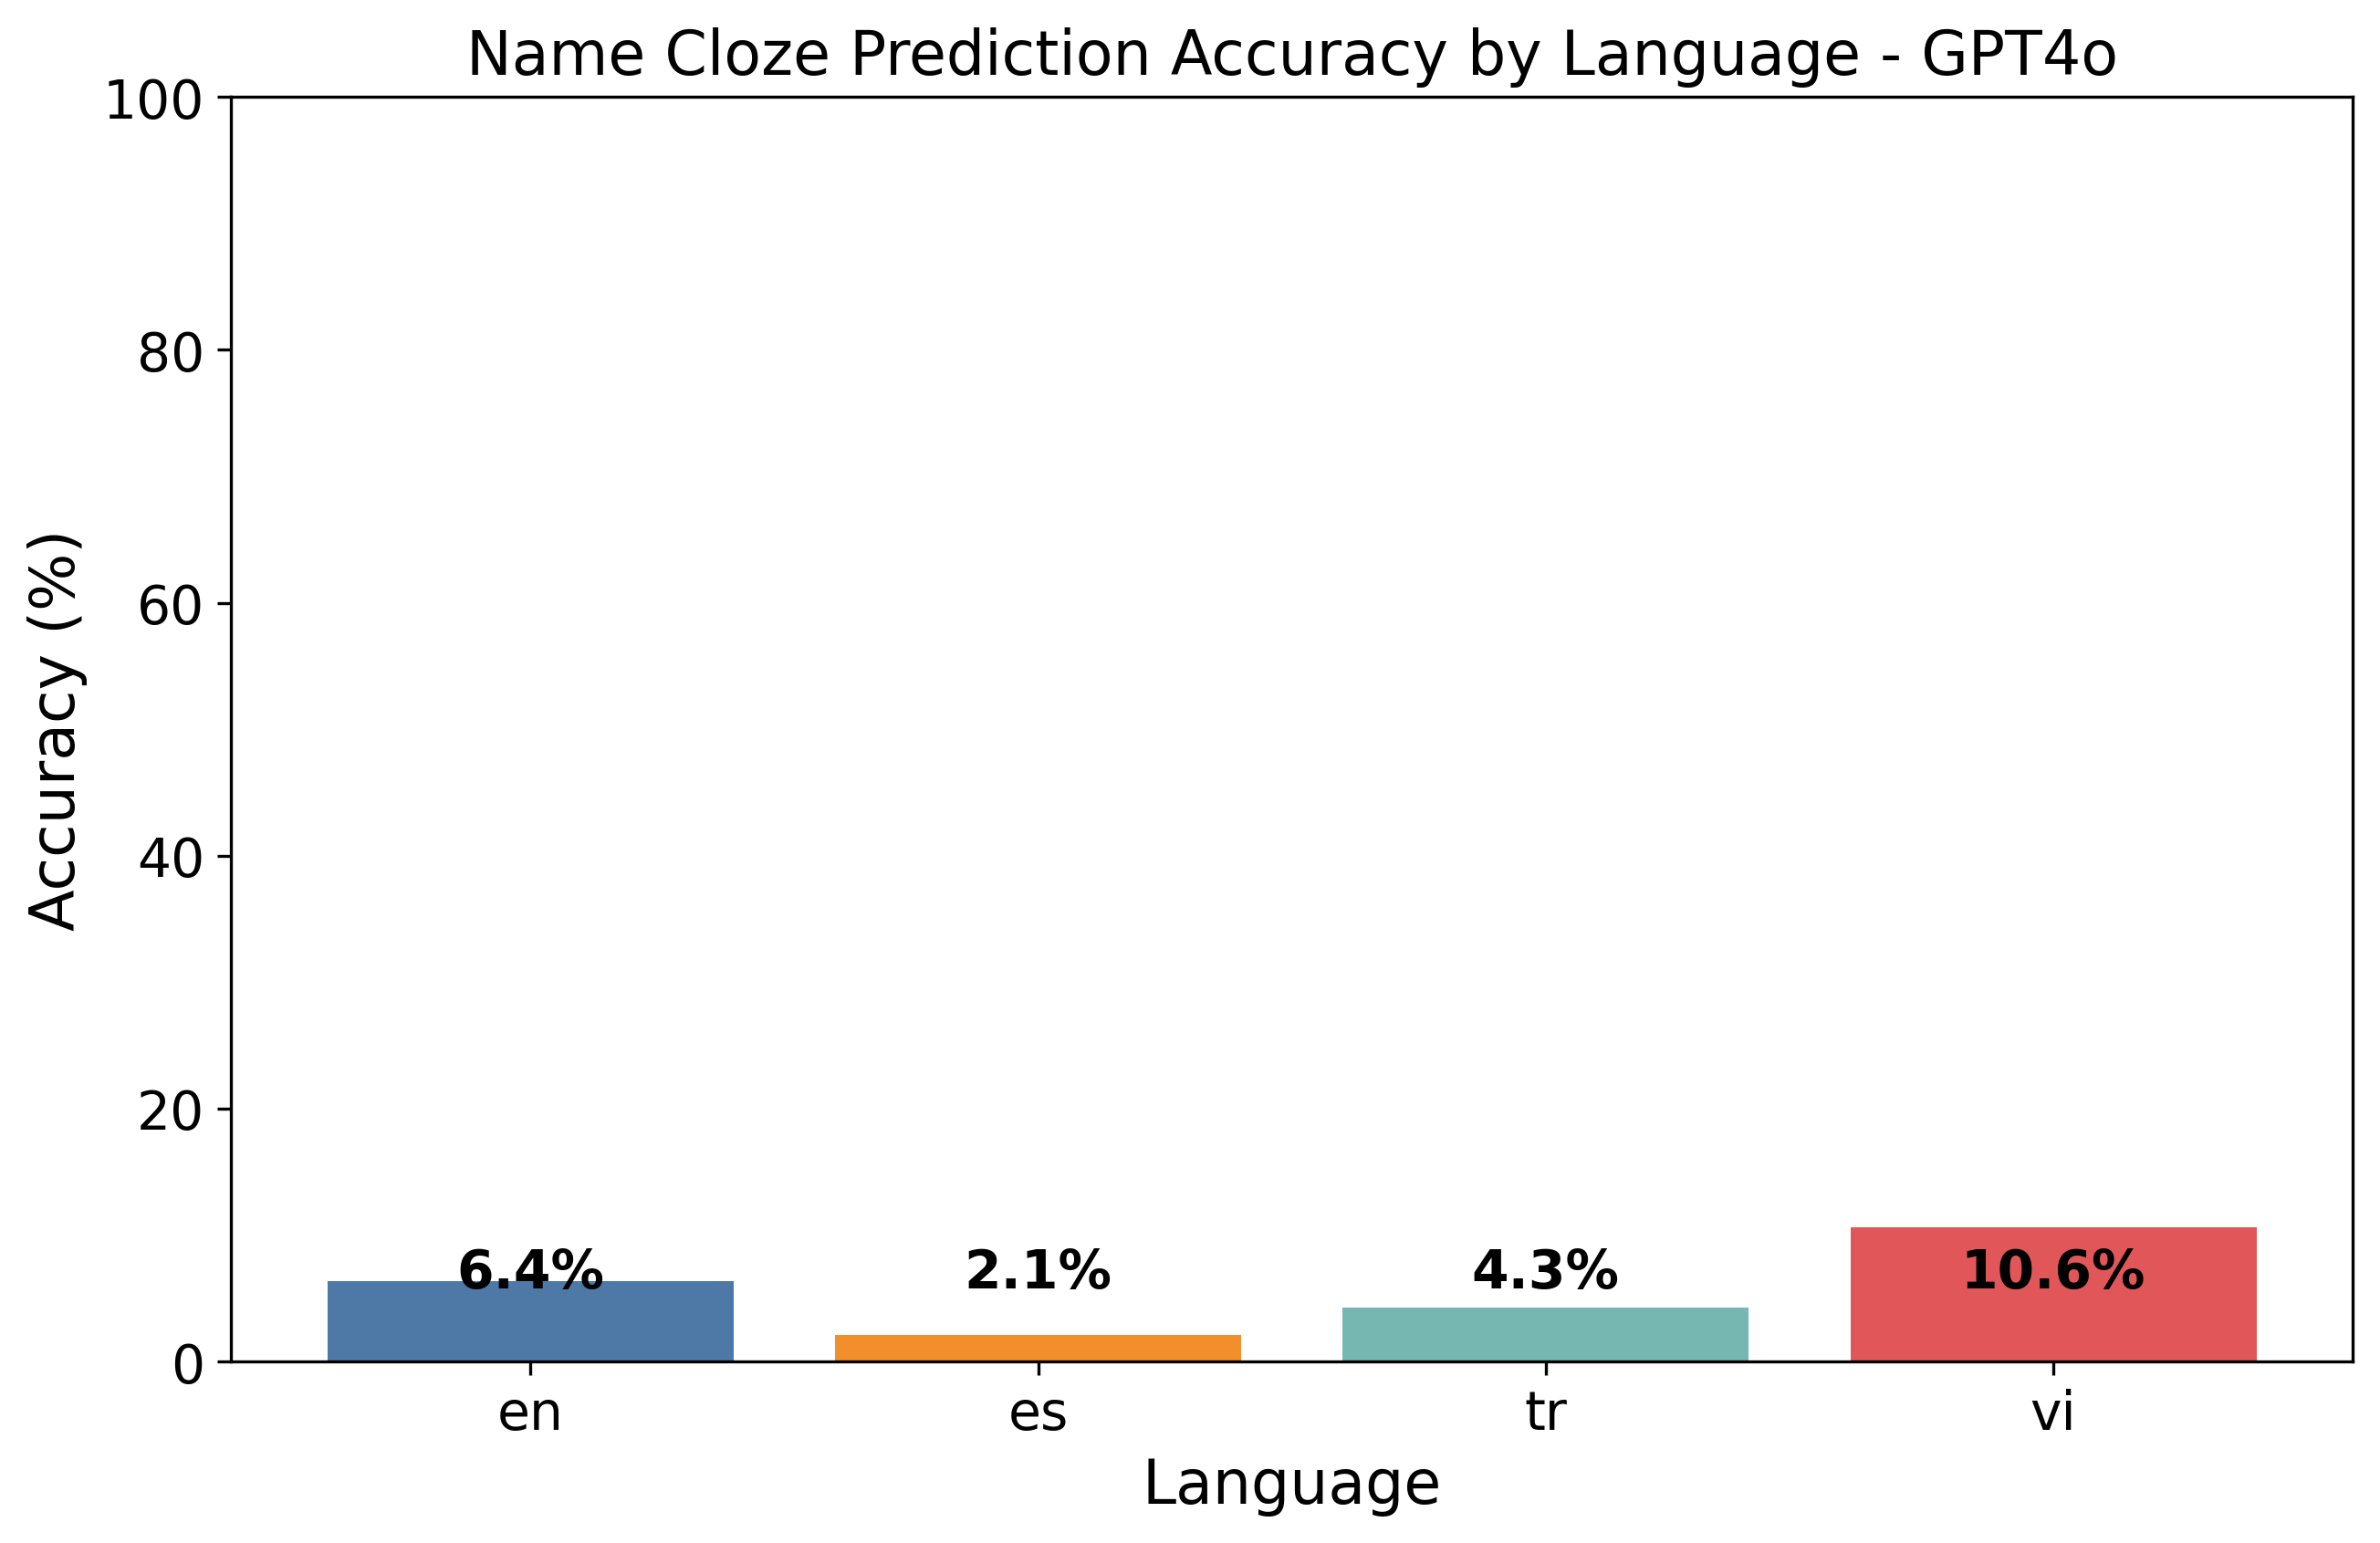 Name Cloze Prediction Accuracy by Language - GPT4o
Accuracy (%)
100
80
60
40
20
0
6.4%
2.1%
4.3%
10.6%
en
es
tr
vi
Language